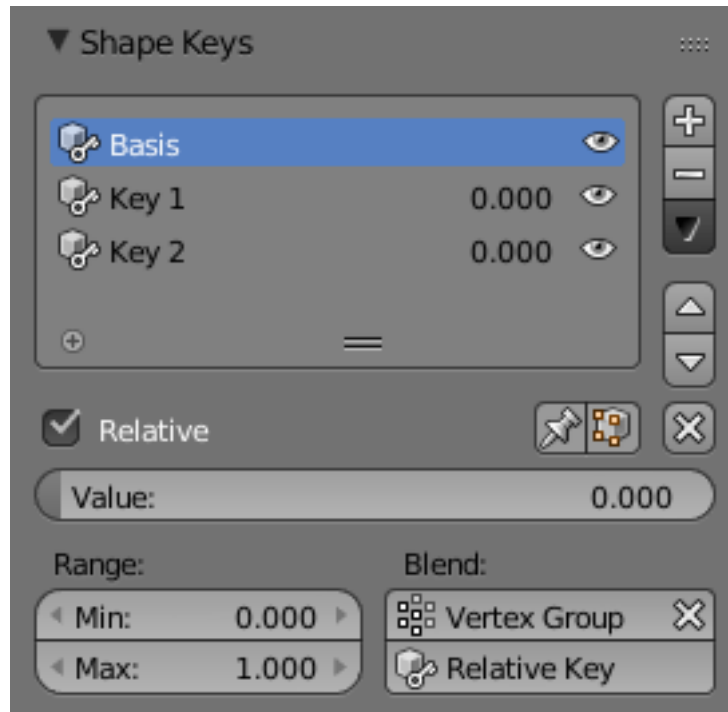 Shape Keys
Basis
Key 1 0.000
Key 2 0.000
Relative
Value: 0.000
Range: Blend:
Min: 0.000 Vertex Group
Max: 1.000 Relative Key